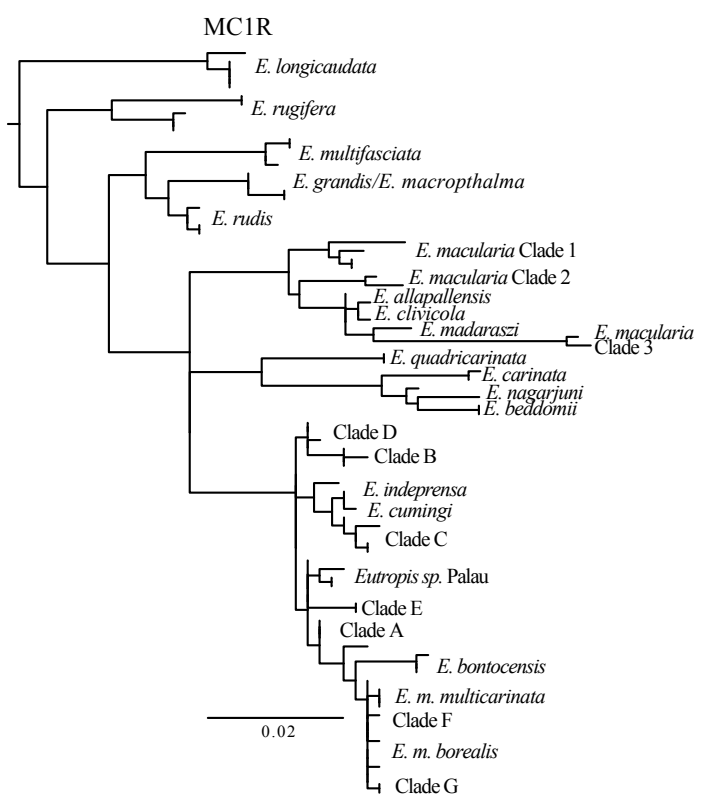 MC1R
E. longicaudata
E. rugifera
E. multifasciata
E. grandis/E. macropthalma
E. rudis
E. macularia Clade 1
E. macularia Clade 2
E. allapallensis
E. clivicola
E. madaraszi
E. macularia
Clade 3
E. quadricarinata
E. carinata
E. nagarjuni
E. beddomii
Clade D
Clade B
E. indeprensa
E. cumingi
Clade C
Eutropis sp. Palau
Clade E
Clade A
E. bontocensis
E. m. multicarinata
Clade F
0.02
E. m. borealis
Clade G